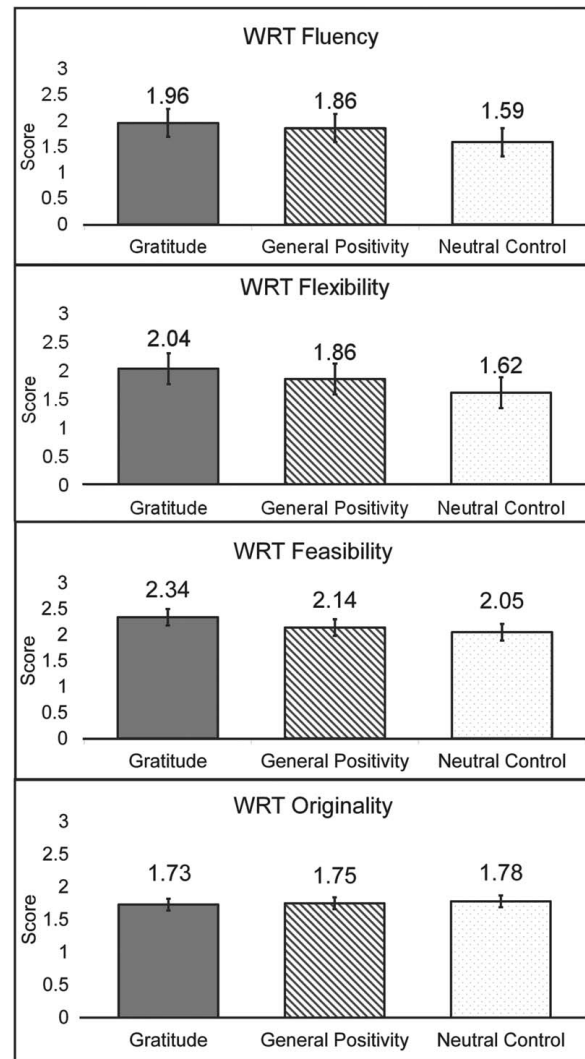 WRT Fluency
3
2.5
2
1.5
1
0.5
0
Score
1.96
1.86
1.59
Gratitude
General Positivity
Neutral Control
WRT Flexibility
3
2.5
2
1.5
1
0.5
0
Score
2.04
1.86
1.62
Gratitude
General Positivity
Neutral Control
WRT Feasibility
3
2.5
2
1.5
1
0.5
0
Score
2.34
2.14
2.05
Gratitude
General Positivity
Neutral Control
WRT Originality
3
2.5
2
1.5
1
0.5
0
Score
1.73
1.75
1.78
Gratitude
General Positivity
Neutral Control